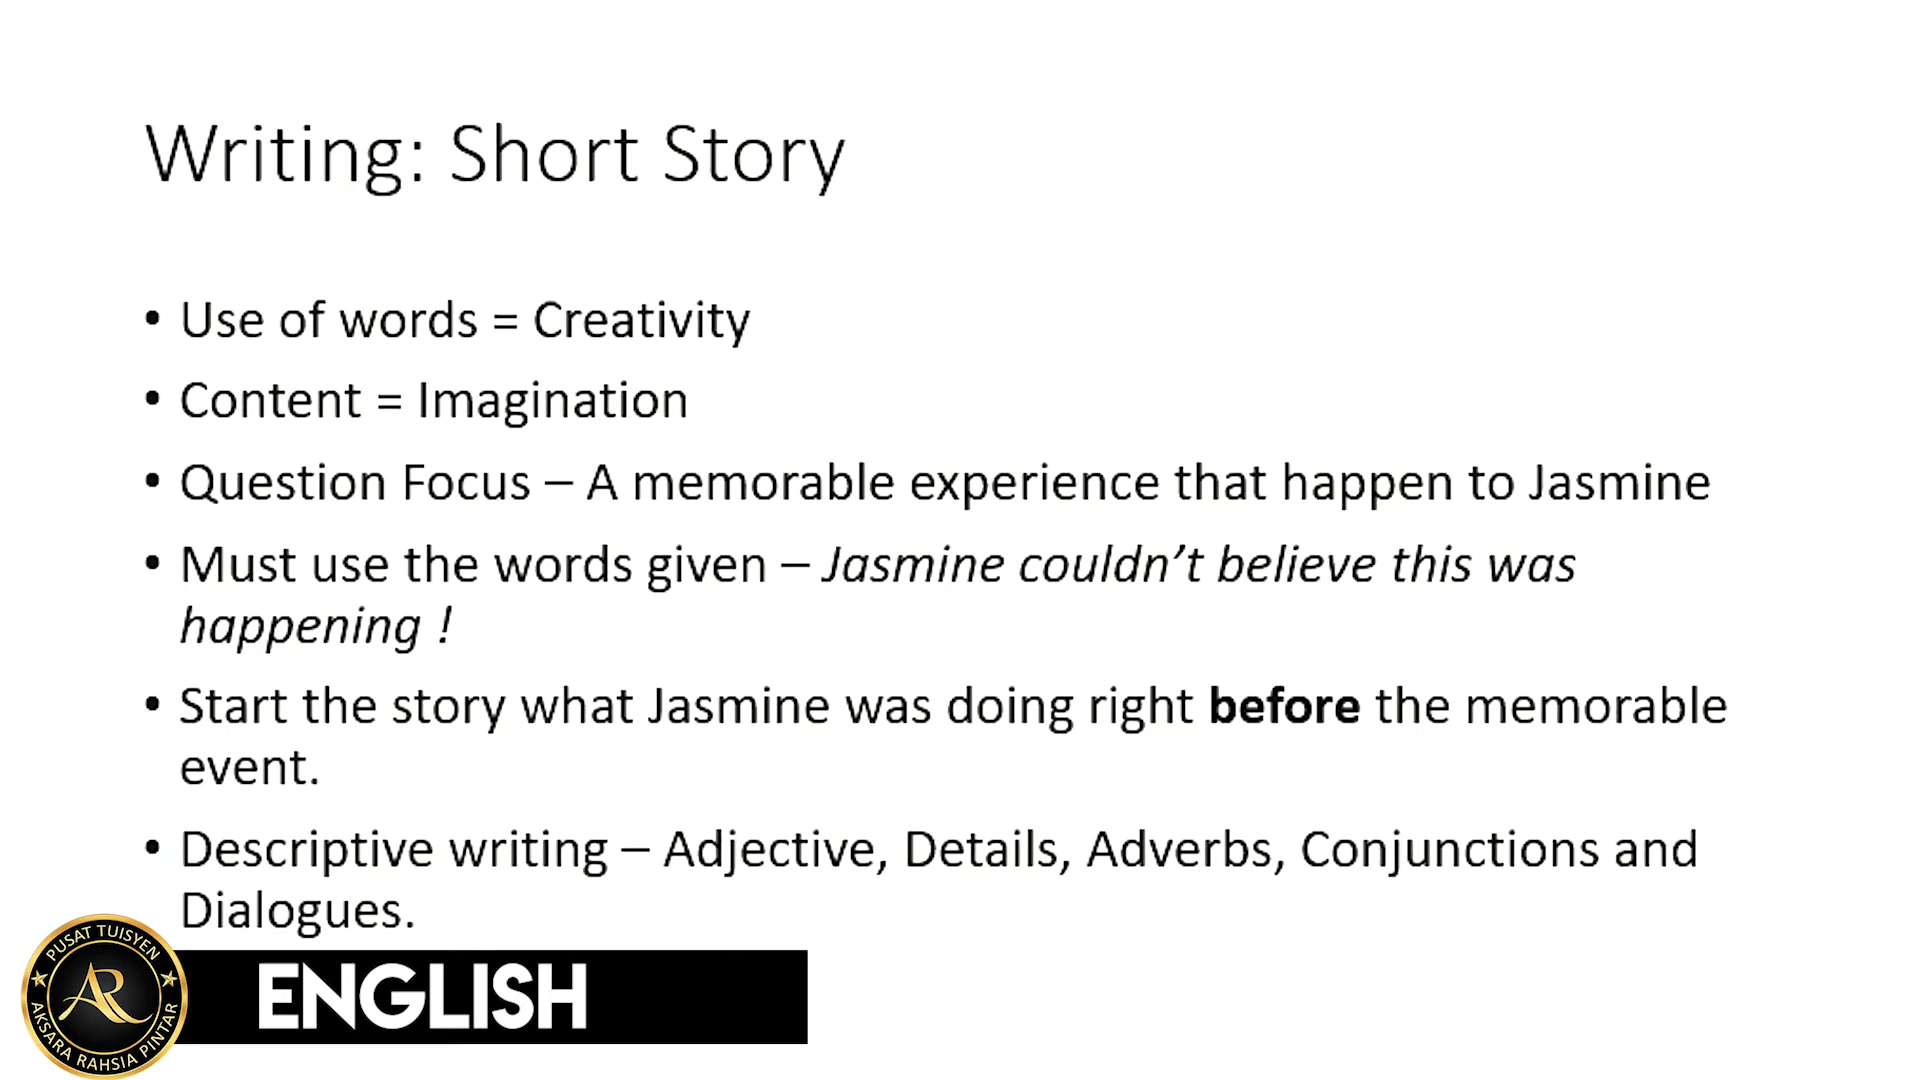 Writing: Short Story
• Use of words = Creativity
• Content = Imagination
• Question Focus – A memorable experience that happen to Jasmine
• Must use the words given – Jasmine couldn’t believe this was
happening !
• Start the story what Jasmine was doing right before the memorable
event.
• Descriptive writing – Adjective, Details, Adverbs, Conjunctions and
Dialogues.
PUSAT TUISYEN
AR
AKSARA RAHSIA PINTAR
ENGLISH